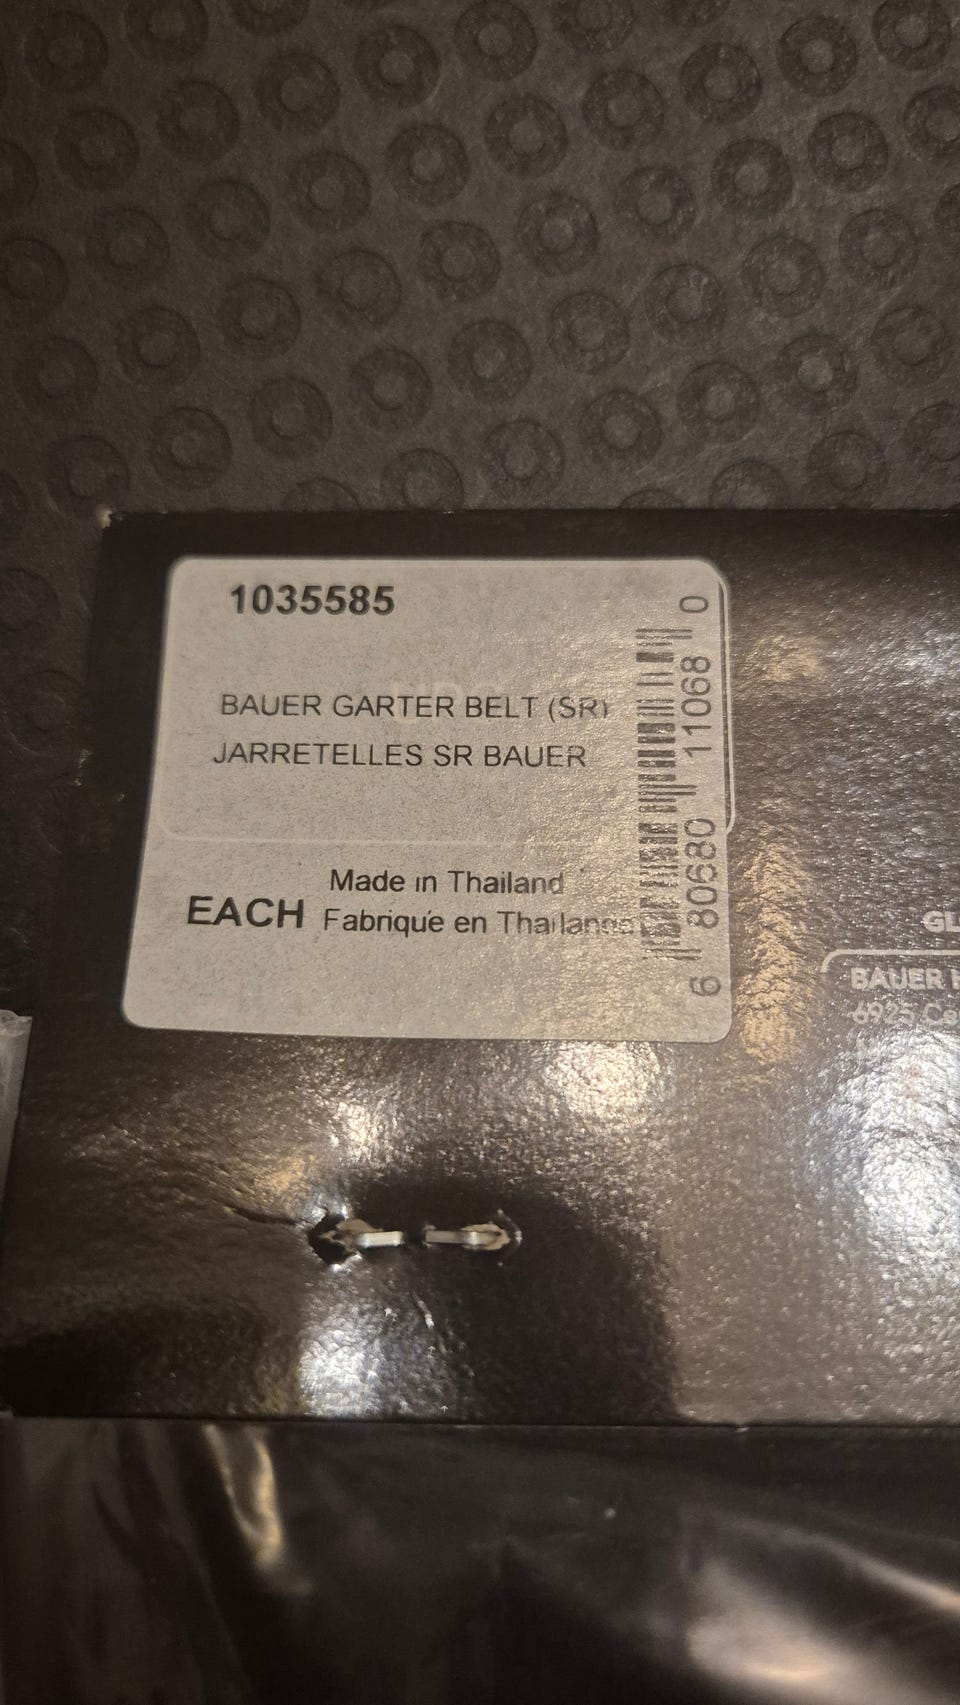 1035585
BAUER GARTER BELT (SR)
JARRETELLES SR BAUER
Made in Thailand
EACH Fabriqué en Thaïlande
6 80680 11068 0
BAUER
6925